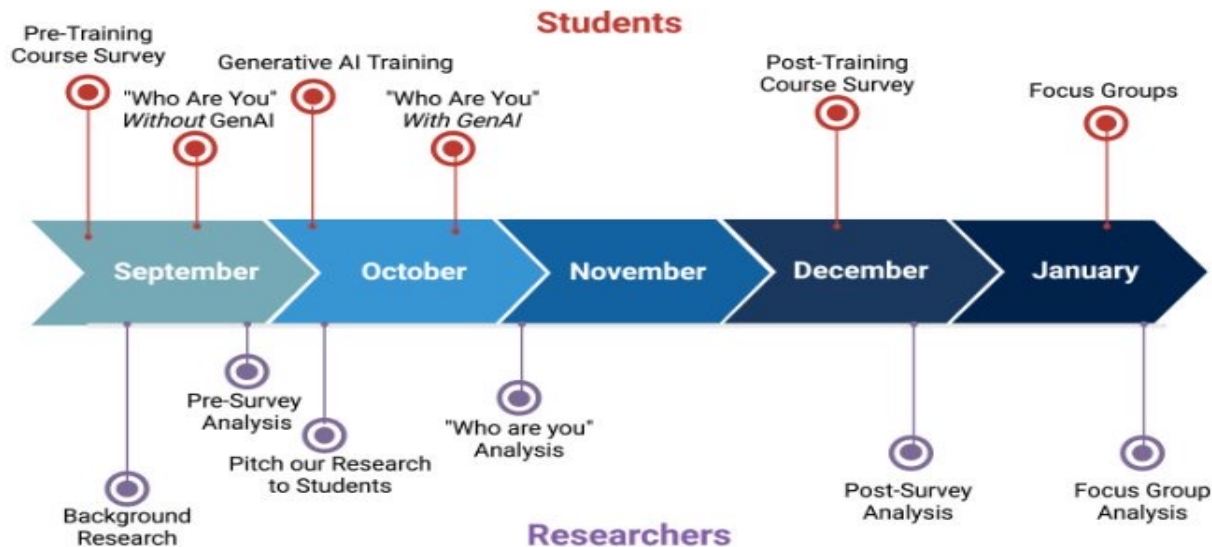 Students
Pre-Training
Course Survey
"Who Are You"
Without GenAI
Generative AI Training
"Who Are You"
With GenAI
Post-Training
Course Survey
Focus Groups
September
October
November
December
January
Background
Research
Pre-Survey
Analysis
Pitch our Research
to Students
"Who are you"
Analysis
Post-Survey
Analysis
Focus Group
Analysis
Researchers